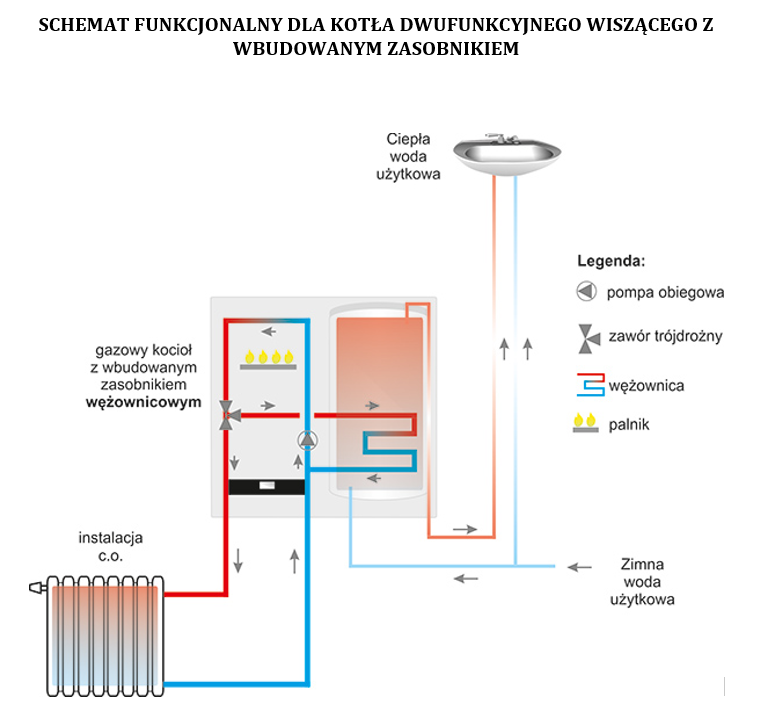 SCHEMAT FUNKCJONALNY DLA KOTŁA DWUFUNKCYJNEGO WISZĄCEGO Z
WBUDOWANYM ZASOBNIKIEM
Ciepła
woda
użytkowa
Legenda:
pompa obiegowa
zawór trójdrożny
wężownica
palnik
gazowy kocioł
z wbudowanym
zasobnikiem
wężownicowym
instalacja
c.o.
Zimna
woda
użytkowa